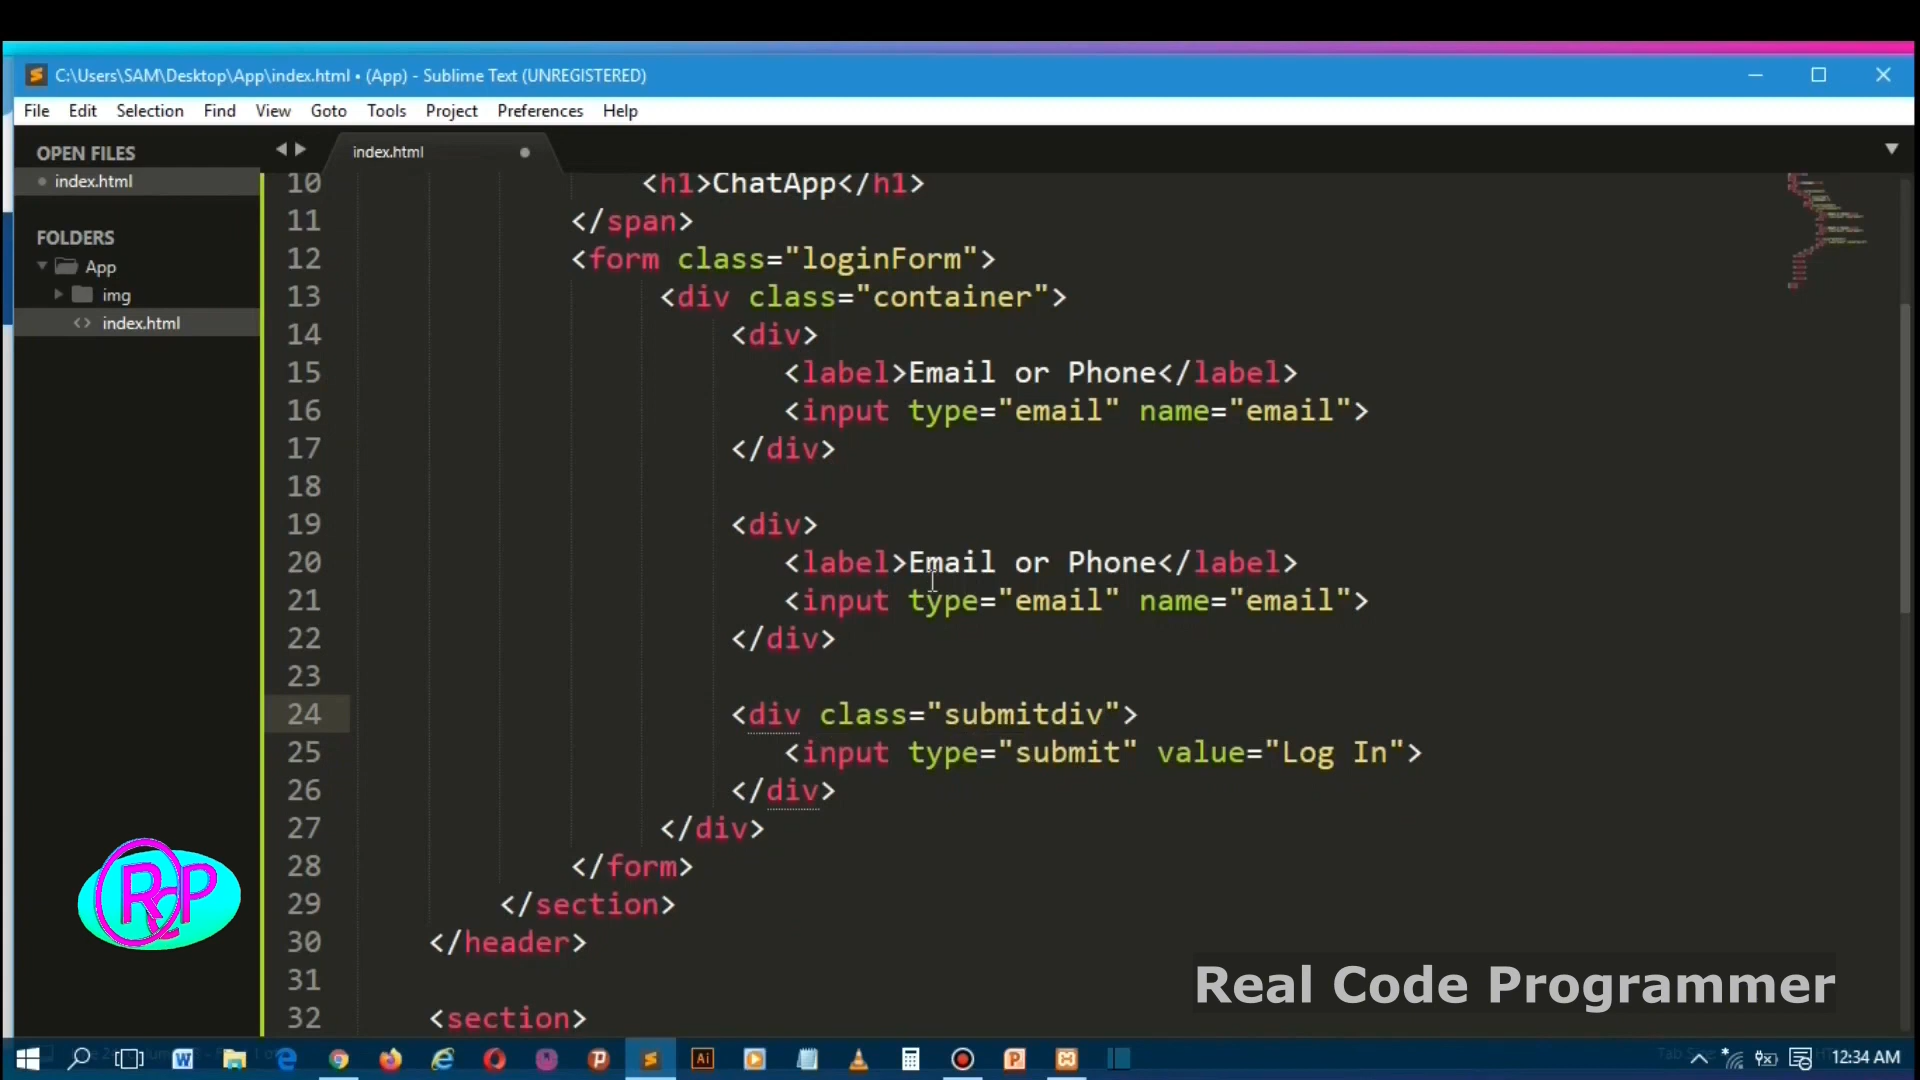 C:\Users\SAM\Desktop\App\index.html • (App) - Sublime Text (UNREGISTERED)
File Edit Selection Find View Goto Tools Project Preferences Help
OPEN FILES
index.html
FOLDERS
App
img
index.html
index.html
10 <h1>ChatApp</h1>
11 </span>
12 <form class="loginForm">
13 <div class="container">
14 <div>
15 <label>Email or Phone</label>
16 <input type="email" name="email">
17 </div>
18
19 <div>
20 <label>Email or Phone</label>
21 <input type="email" name="email">
22 </div>
23
24 <div class="submitdiv">
25 <input type="submit" value="Log In">
26 </div>
27 </div>
28 </form>
29 </section>
30 </header>
31
32 <section>
RCP
Real Code Programmer
12:34 AM